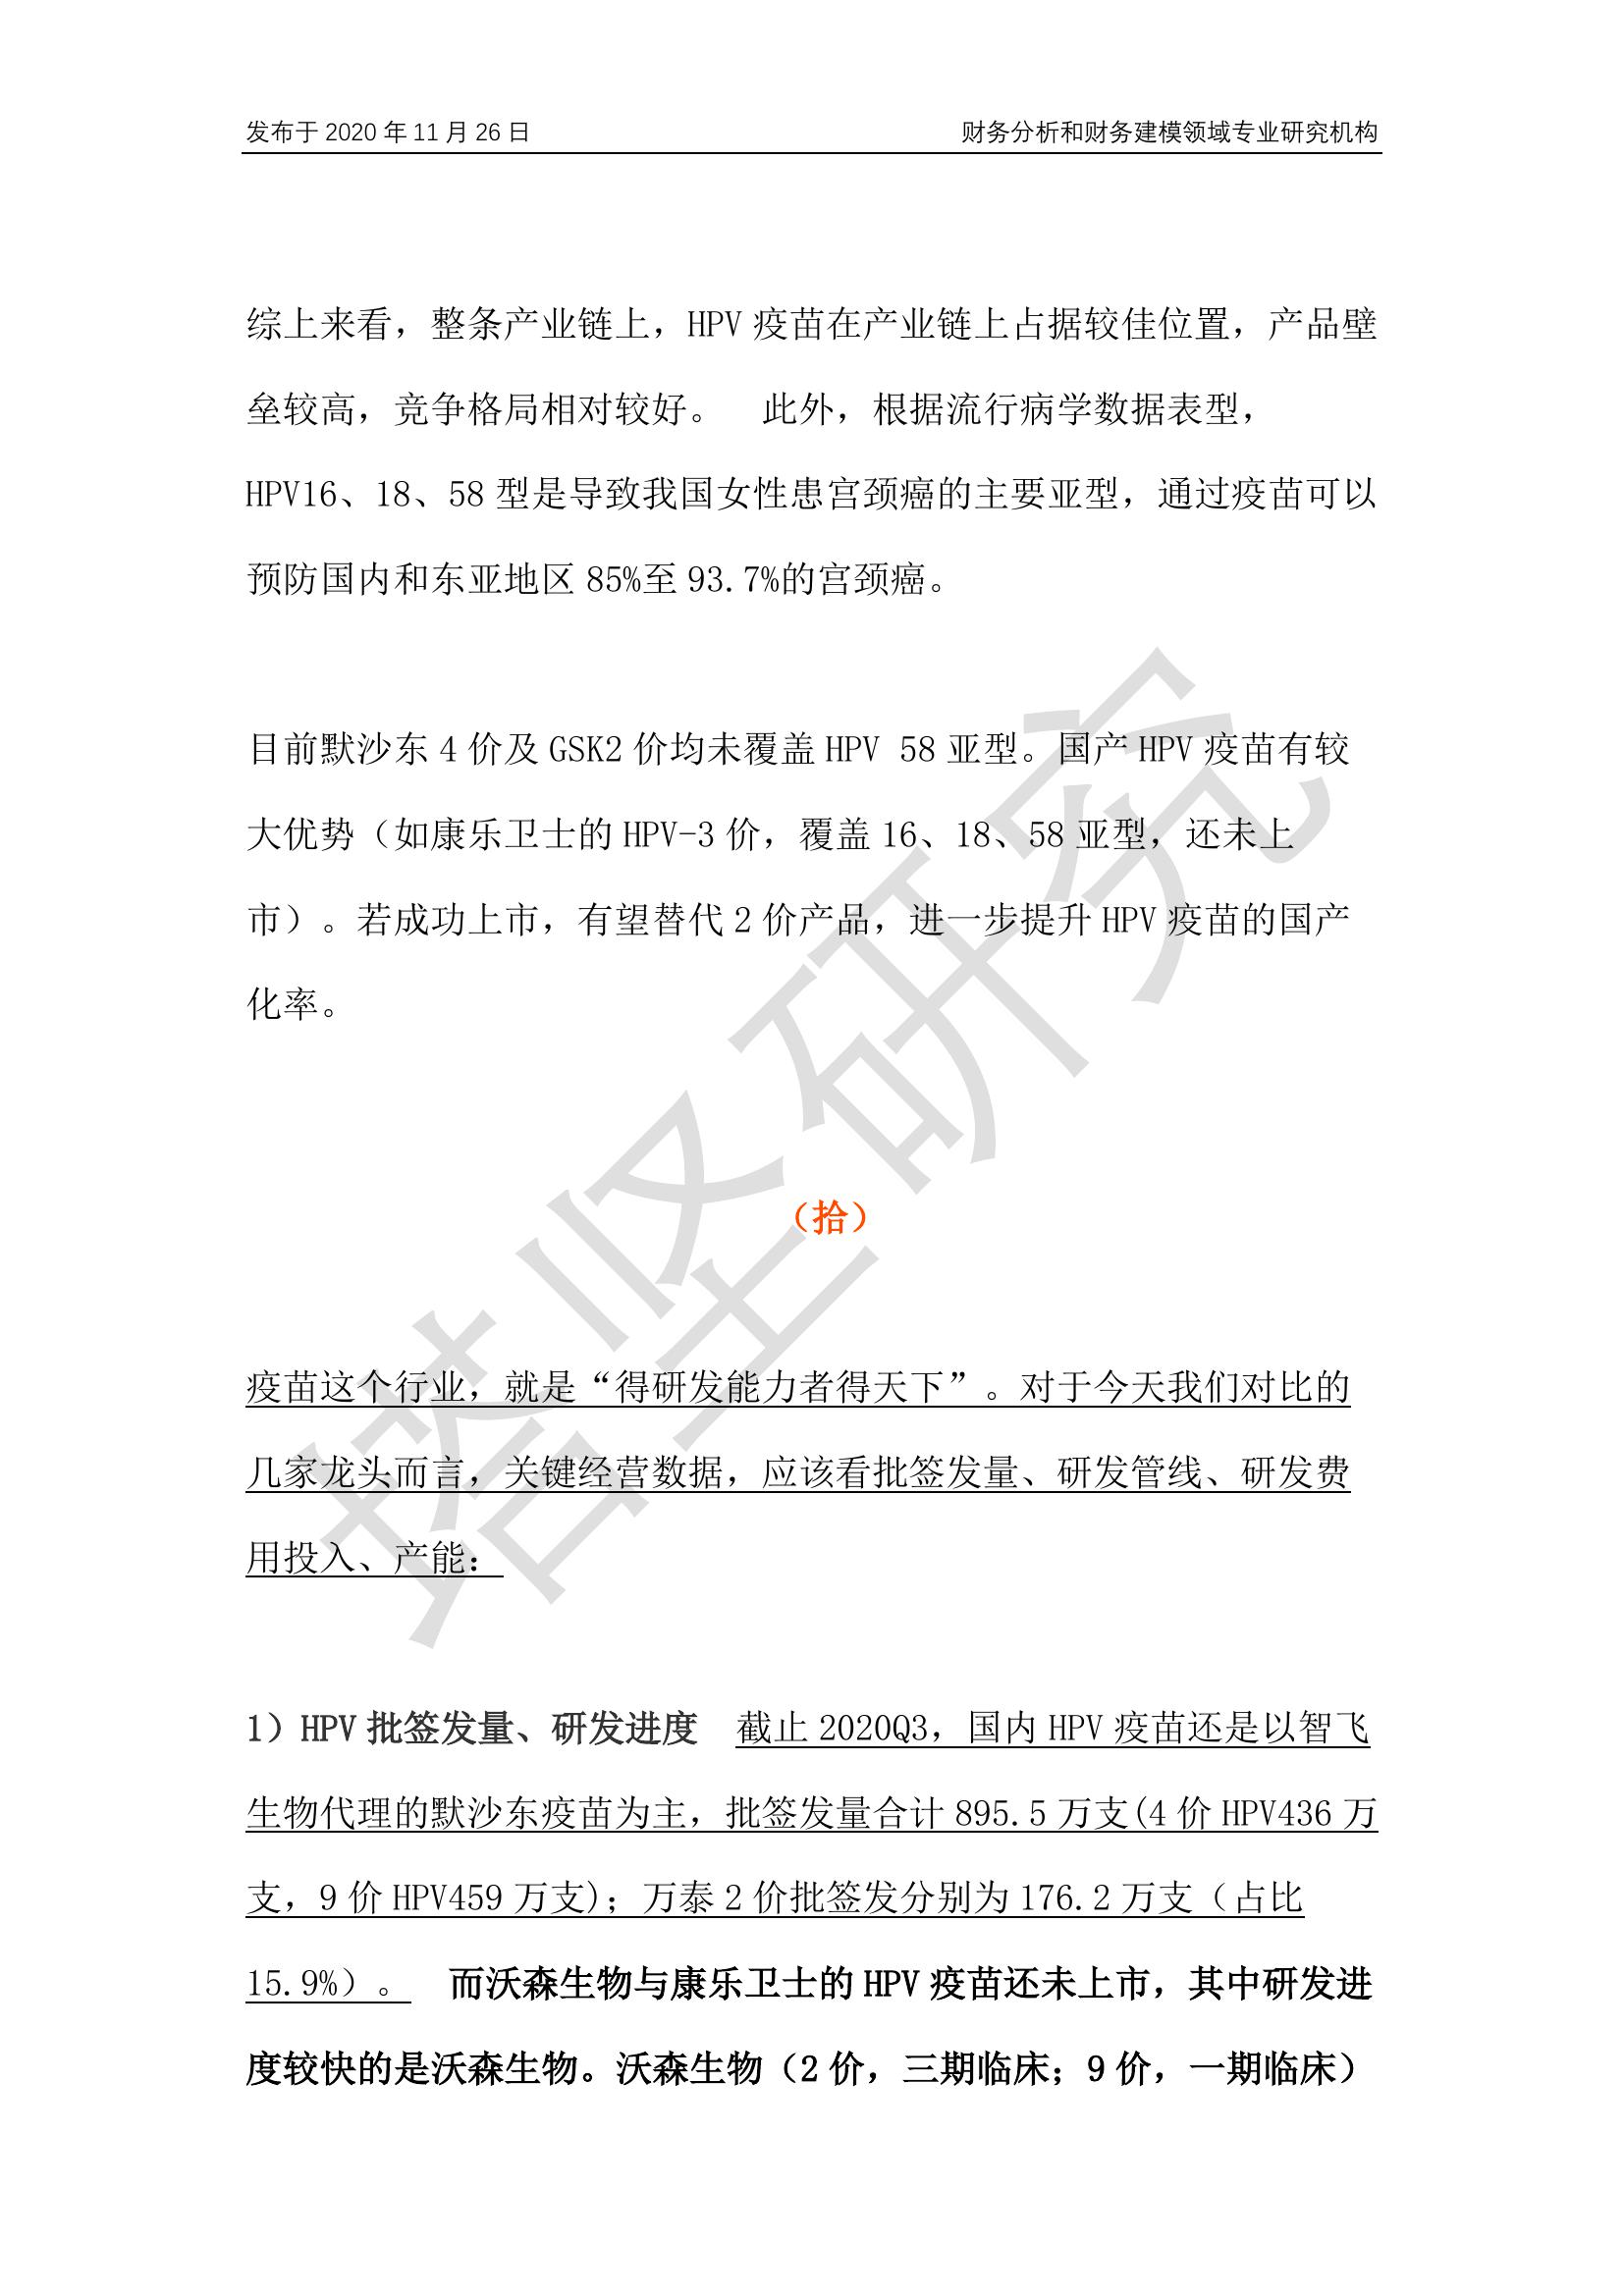 发布于 2020 年 11 月 26 日
财务分析和财务建模领域专业研究机构
综上来看，整条产业链上，HPV 疫苗在产业链上占据较佳位置，产品壁
垒较高，竞争格局相对较好。 此外，根据流行病学数据表型，
HPV16、18、58 型是导致我国女性患宫颈癌的主要亚型，通过疫苗可以
预防国内和东亚地区 85%至 93.7%的宫颈癌。
目前默沙东 4 价及 GSK2 价均未覆盖 HPV 58 亚型。国产 HPV 疫苗有较
大优势（如康乐卫士的 HPV-3 价，覆盖 16、18、58 亚型，还未上
市）。若成功上市，有望替代 2 价产品，进一步提升 HPV 疫苗的国产
化率。
（拾）
疫苗这个行业，就是“得研发能力者得天下”。对于今天我们对比的
几家龙头而言，关键经营数据，应该看批签发量、研发管线、研发费
用投入、产能：
1）HPV 批签发量、研发进度 截止 2020Q3，国内 HPV 疫苗还是以智飞
生物代理的默沙东疫苗为主，批签发量合计 895.5 万支(4 价 HPV436 万
支，9 价 HPV459 万支)；万泰 2 价批签发分别为 176.2 万支（占比
15.9%）。 而沃森生物与康乐卫士的 HPV 疫苗还未上市，其中研发进
度较快的是沃森生物。沃森生物（2 价，三期临床；9 价，一期临床）
塔坚研究